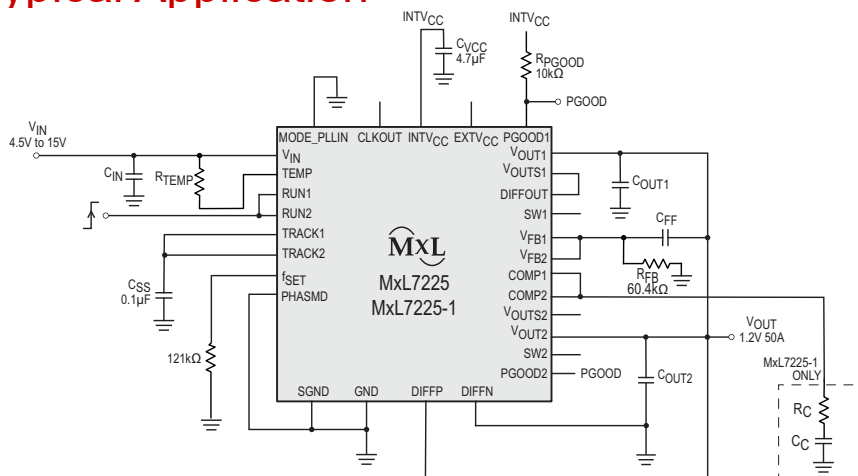 Typical Application
INTVCC
INTVCC
CVCC
4.7µF
RPGOOD
10kΩ
PGOOD
VIN
4.5V to 15V
CIN
RTEMP
MODE_PLLIN CLKOUT INTVCC EXTVCC PGOOD1
VIN
TEMP
RUN1
RUN2
TRACK1
TRACK2
fSET
PHASMD
CSS
0.1µF
121kΩ
MxL
MxL7225
MxL7225-1
VOUT1
VOUTS1
DIFFOUT
SW1
VFB1
VFB2
COMP1
COMP2
VOUTS2
VOUT2
SW2
PGOOD2
PGOOD
SGND GND DIFFP DIFFN
COUT1
CFF
RFB
60.4kΩ
VOUT
1.2V 50A
COUT2
MxL7225-1
ONLY
RC
CC